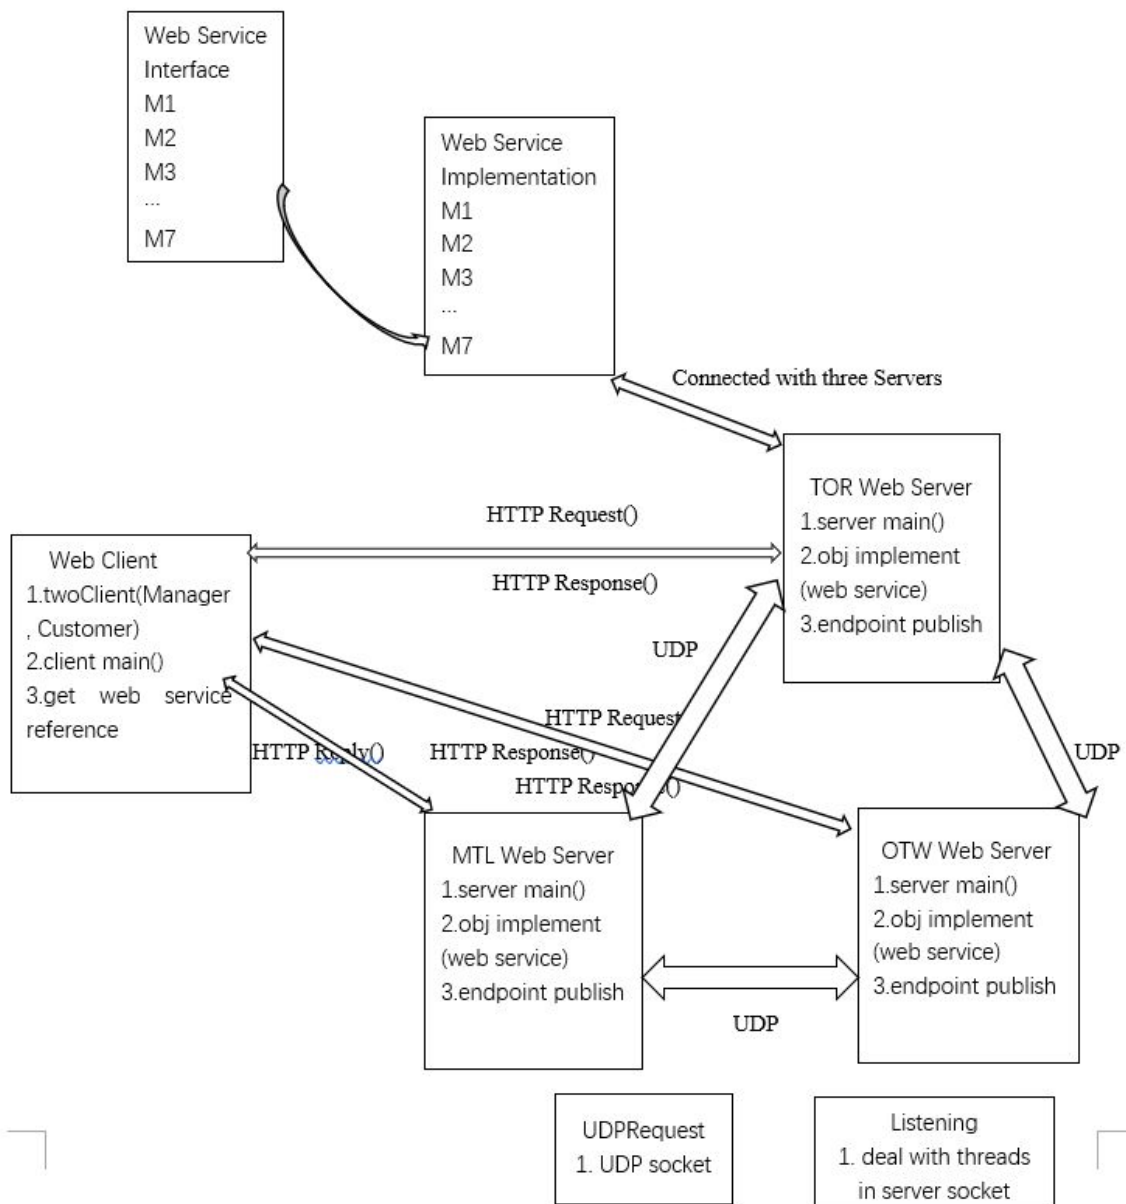 Web Service
Interface
M1
M2
M3
...
M7
Web Service
Implementation
M1
M2
M3
...
M7
Connected with three Servers
TOR Web Server
1.server main()
2.obj implement
(web service)
3.endpoint publish
HTTP Request()
HTTP Response()
Web Client
1.twoClient(Manager
, Customer)
2.client main()
3.get web service
reference
UDP
HTTP Request
HTTP Reply()
HTTP Response()
HTTP Response()
UDP
MTL Web Server
1.server main()
2.obj implement
(web service)
3.endpoint publish
OTW Web Server
1.server main()
2.obj implement
(web service)
3.endpoint publish
UDP
UDPRequest
1. UDP socket
Listening
1. deal with threads
in server socket